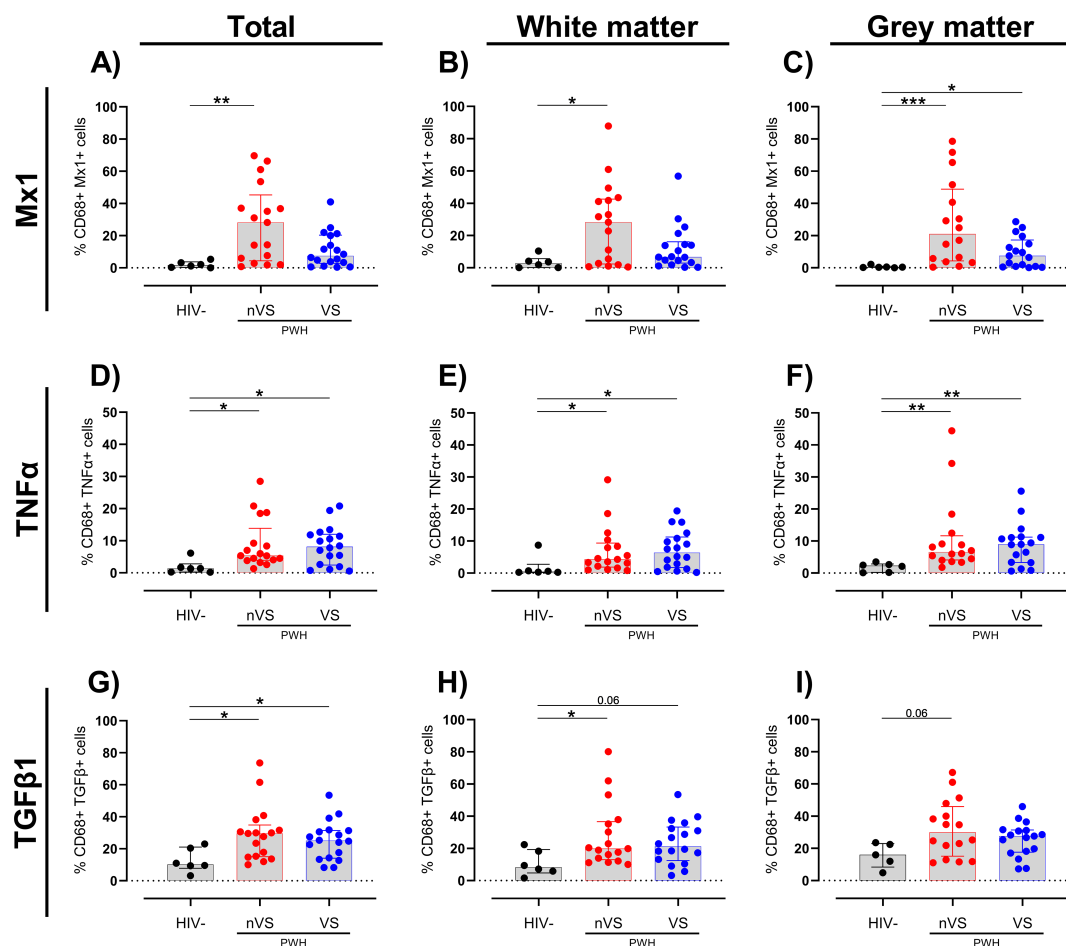 Total
White matter
Grey matter
Mx1
A)
% CD68+ Mx1+ cells
100
80
60
40
20
0
**
HIV-
nVS
VS
PWH
B)
% CD68+ Mx1+ cells
100
80
60
40
20
0
*
HIV-
nVS
VS
PWH
C)
% CD68+ Mx1+ cells
100
80
60
40
20
0
*
***
HIV-
nVS
VS
PWH
TNFα
D)
% CD68+ TNFα+ cells
50
40
30
20
10
0
*
*
HIV-
nVS
VS
PWH
E)
% CD68+ TNFα+ cells
50
40
30
20
10
0
*
*
HIV-
nVS
VS
PWH
F)
% CD68+ TNFα+ cells
50
40
30
20
10
0
**
**
HIV-
nVS
VS
PWH
TGFβ1
G)
% CD68+ TGFβ+ cells
100
80
60
40
20
0
*
*
HIV-
nVS
VS
PWH
H)
% CD68+ TGFβ+ cells
100
80
60
40
20
0
0.06
*
HIV-
nVS
VS
PWH
I)
% CD68+ TGFβ+ cells
100
80
60
40
20
0
0.06
HIV-
nVS
VS
PWH